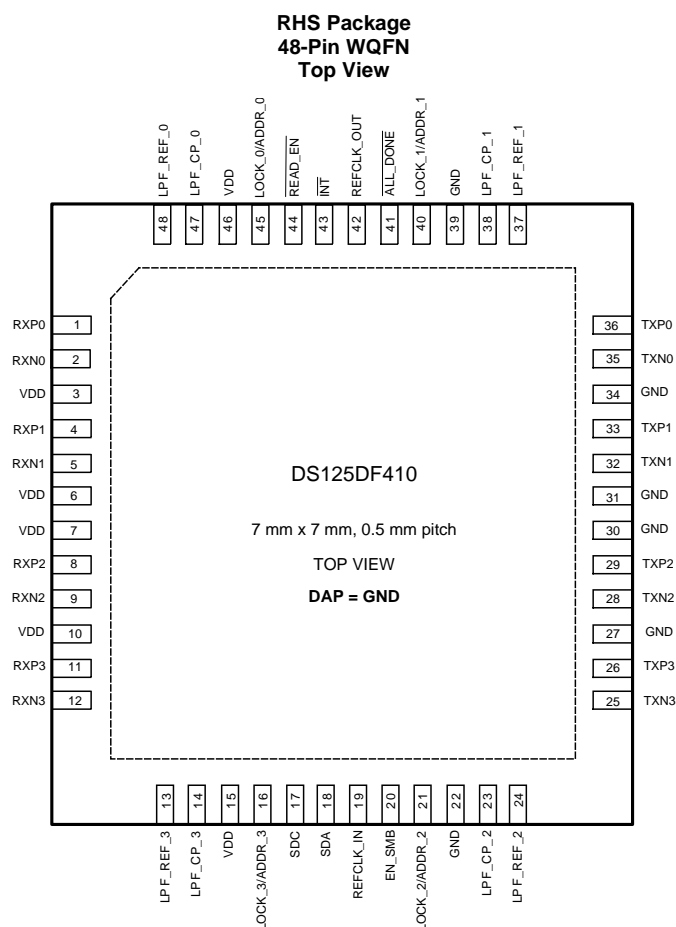 RHS Package
48-Pin WQFN
Top View
LPF_REF_0
LPF_CP_0
VDD
LOCK_0/ADDR_0
READ_EN
INT
REFCLK_OUT
ALL_DONE
LOCK_1/ADDR_1
GND
LPF_CP_1
LPF_REF_1
48
47
46
45
44
43
42
41
40
39
38
37
RXP0 1
RXN0 2
VDD 3
RXP1 4
RXN1 5
VDD 6
VDD 7
RXP2 8
RXN2 9
VDD 10
RXP3 11
RXN3 12
DS125DF410
7 mm x 7 mm, 0.5 mm pitch
TOP VIEW
DAP = GND
36 TXP0
35 TXN0
34 GND
33 TXP1
32 TXN1
31 GND
30 GND
29 TXP2
28 TXN2
27 GND
26 TXP3
25 TXN3
13
14
15
16
17
18
19
20
21
22
23
24
LPF_REF_3
LPF_CP_3
VDD
OCK_3/ADDR_3
SDC
SDA
REFCLK_IN
EN_SMB
OCK_2/ADDR_2
GND
LPF_CP_2
LPF_REF_2